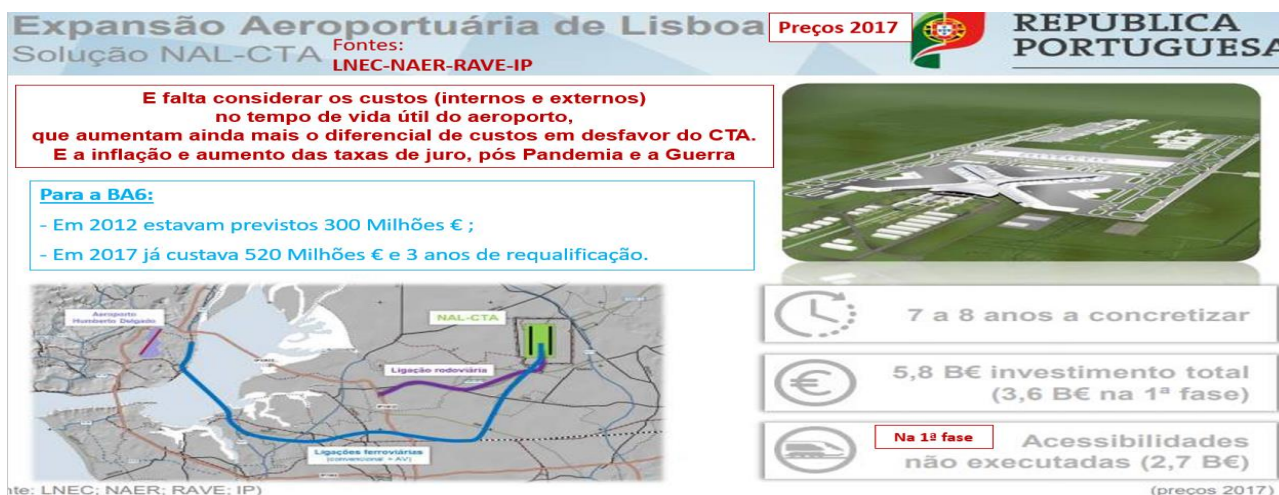 Expansão Aeroportuária de Lisboa
Preços 2017
REPÚBLICA
PORTUGUESA
Solução NAL-CTA
Fontes:
LNEC-NAER-RAVE-IP
E falta considerar os custos (internos e externos)
no tempo de vida útil do aeroporto,
que aumentam ainda mais o diferencial de custos em desfavor do CTA.
E a inflação e aumento das taxas de juro, pós Pandemia e a Guerra
Para a BA6:
- Em 2012 estavam previstos 300 Milhões € ;
- Em 2017 já custava 520 Milhões € e 3 anos de requalificação.
Aeroporto
Humberto Delgado
NAL-CTA
Ligação rodoviária
Ligações ferroviárias
(convencional + AV)
7 a 8 anos a concretizar
5,8 B€ investimento total
(3,6 B€ na 1ª fase)
Na 1ª fase
Acessibilidades
não executadas (2,7 B€)
nte: LNEC; NAER; RAVE; IP)
(preços 2017)